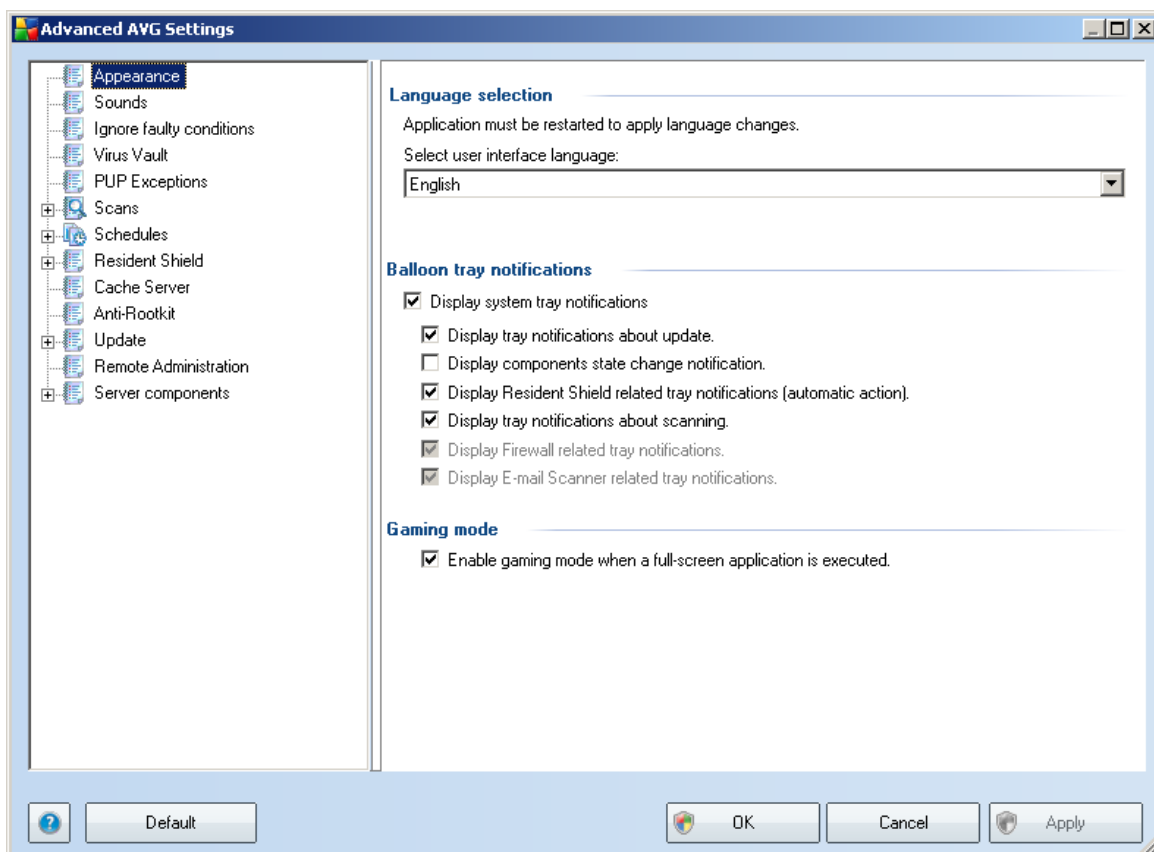 Advanced AVG Settings
Appearance
Sounds
Ignore faulty conditions
Virus Vault
PUP Exceptions
Scans
Schedules
Resident Shield
Cache Server
Anti-Rootkit
Update
Remote Administration
Server components
Language selection
Application must be restarted to apply language changes.
Select user interface language:
English
Balloon tray notifications
Display system tray notifications
Display tray notifications about update.
Display components state change notification.
Display Resident Shield related tray notifications (automatic action).
Display tray notifications about scanning.
Display Firewall related tray notifications.
Display E-mail Scanner related tray notifications.
Gaming mode
Enable gaming mode when a full-screen application is executed.
Default
OK
Cancel
Apply